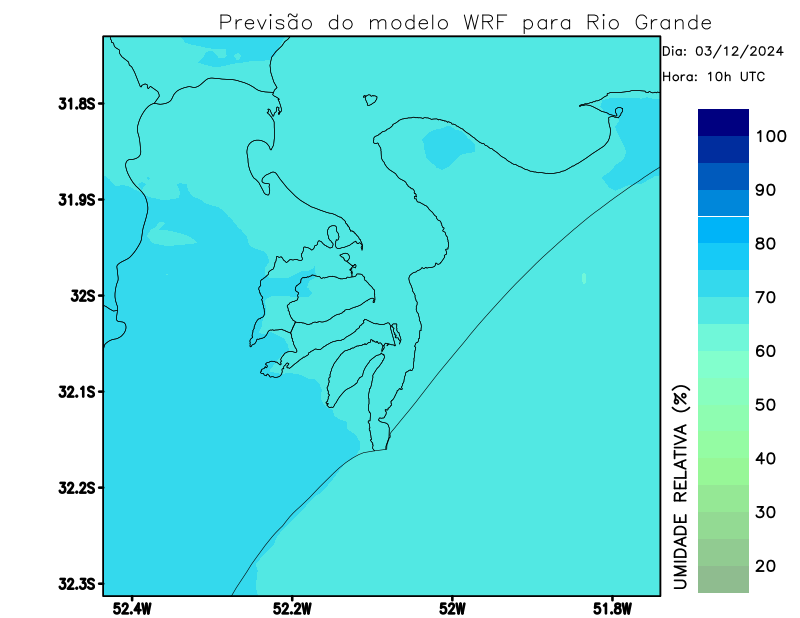 Previsão do modelo WRF para Rio Grande
Dia: 03/12/2024
Hora: 10h UTC
31.8S
31.9S
32S
32.1S
32.2S
32.3S
52.4W
52.2W
52W
51.8W
100
90
80
70
60
50
40
30
20
UMIDADE RELATIVA (%)